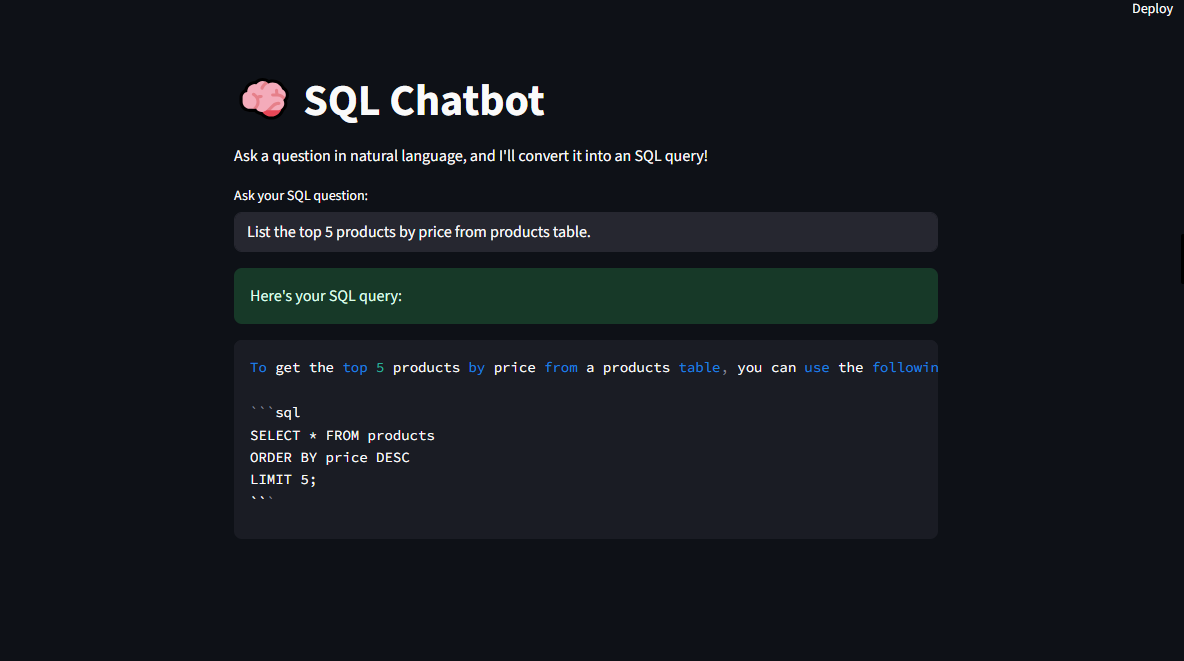 Deploy
🧠 SQL Chatbot
Ask a question in natural language, and I'll convert it into an SQL query!
Ask your SQL question:
List the top 5 products by price from products table.
Here's your SQL query:
To get the top 5 products by price from a products table, you can use the followin
```sql
SELECT * FROM products
ORDER BY price DESC
LIMIT 5;
```